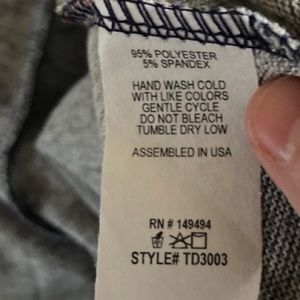 95% POLYESTER
5% SPANDEX
HAND WASH COLD
WITH LIKE COLORS
GENTLE CYCLE
DO NOT BLEACH
TUMBLE DRY LOW
ASSEMBLED IN USA
RN # 149494
STYLE# TD3003